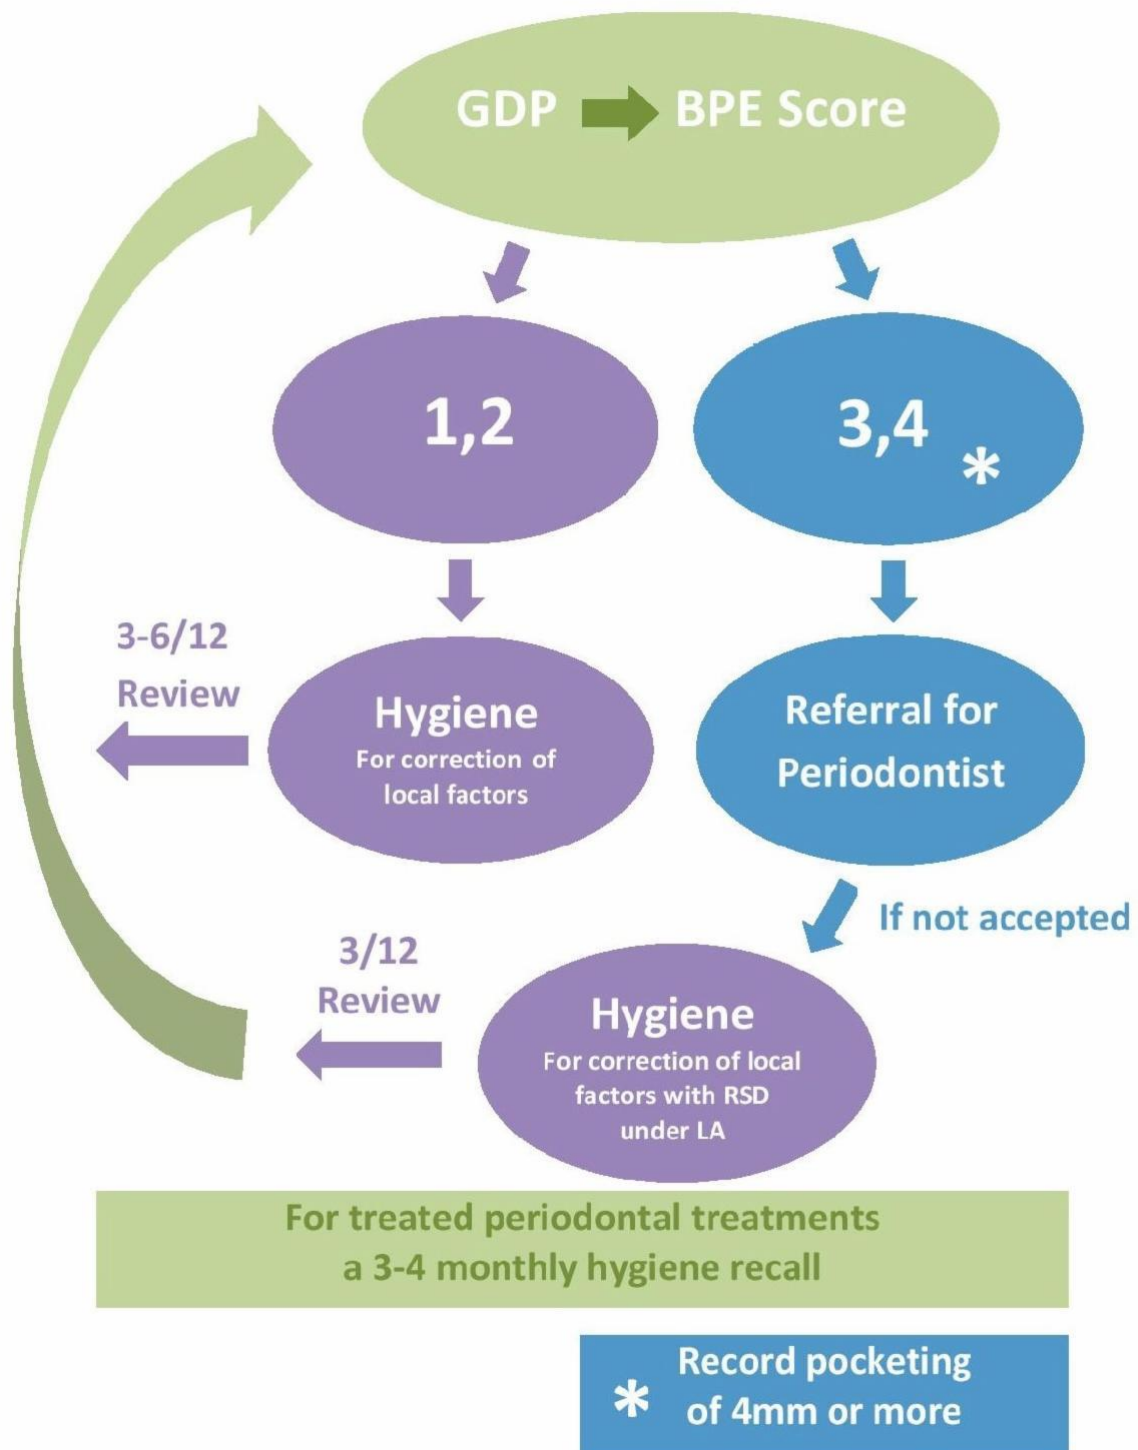 GDP BPE Score
1,2
3,4 *
3-6/12
Review
Hygiene
For correction of
local factors
Referral for
Periodontist
If not accepted
3/12
Review
Hygiene
For correction of local
factors with RSD
under LA
For treated periodontal treatments
a 3-4 monthly hygiene recall
* Record pocketing
of 4mm or more